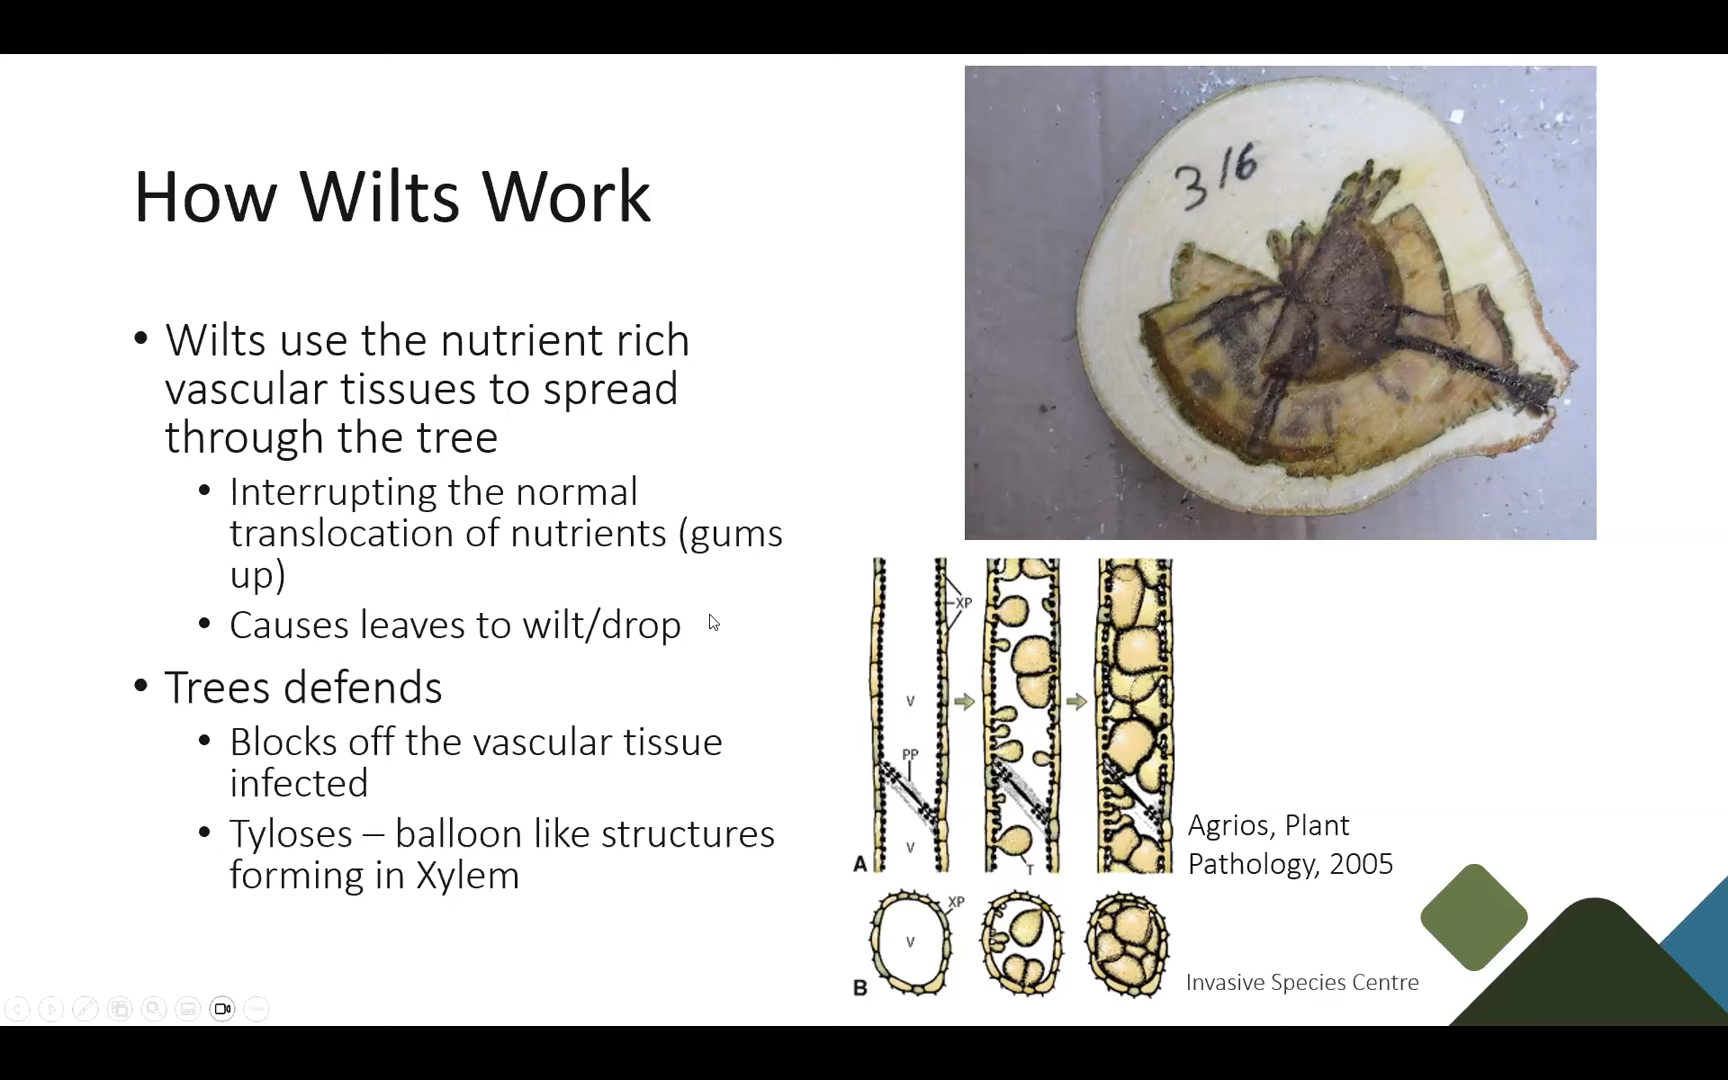 How Wilts Work
• Wilts use the nutrient rich
vascular tissues to spread
through the tree
• Interrupting the normal
translocation of nutrients (gums
up)
• Causes leaves to wilt/drop
• Trees defends
• Blocks off the vascular tissue
infected
• Tyloses – balloon like structures
forming in Xylem
316
XP
V
PP
V
T
A
XP
V
B
Agrios, Plant
Pathology, 2005
Invasive Species Centre